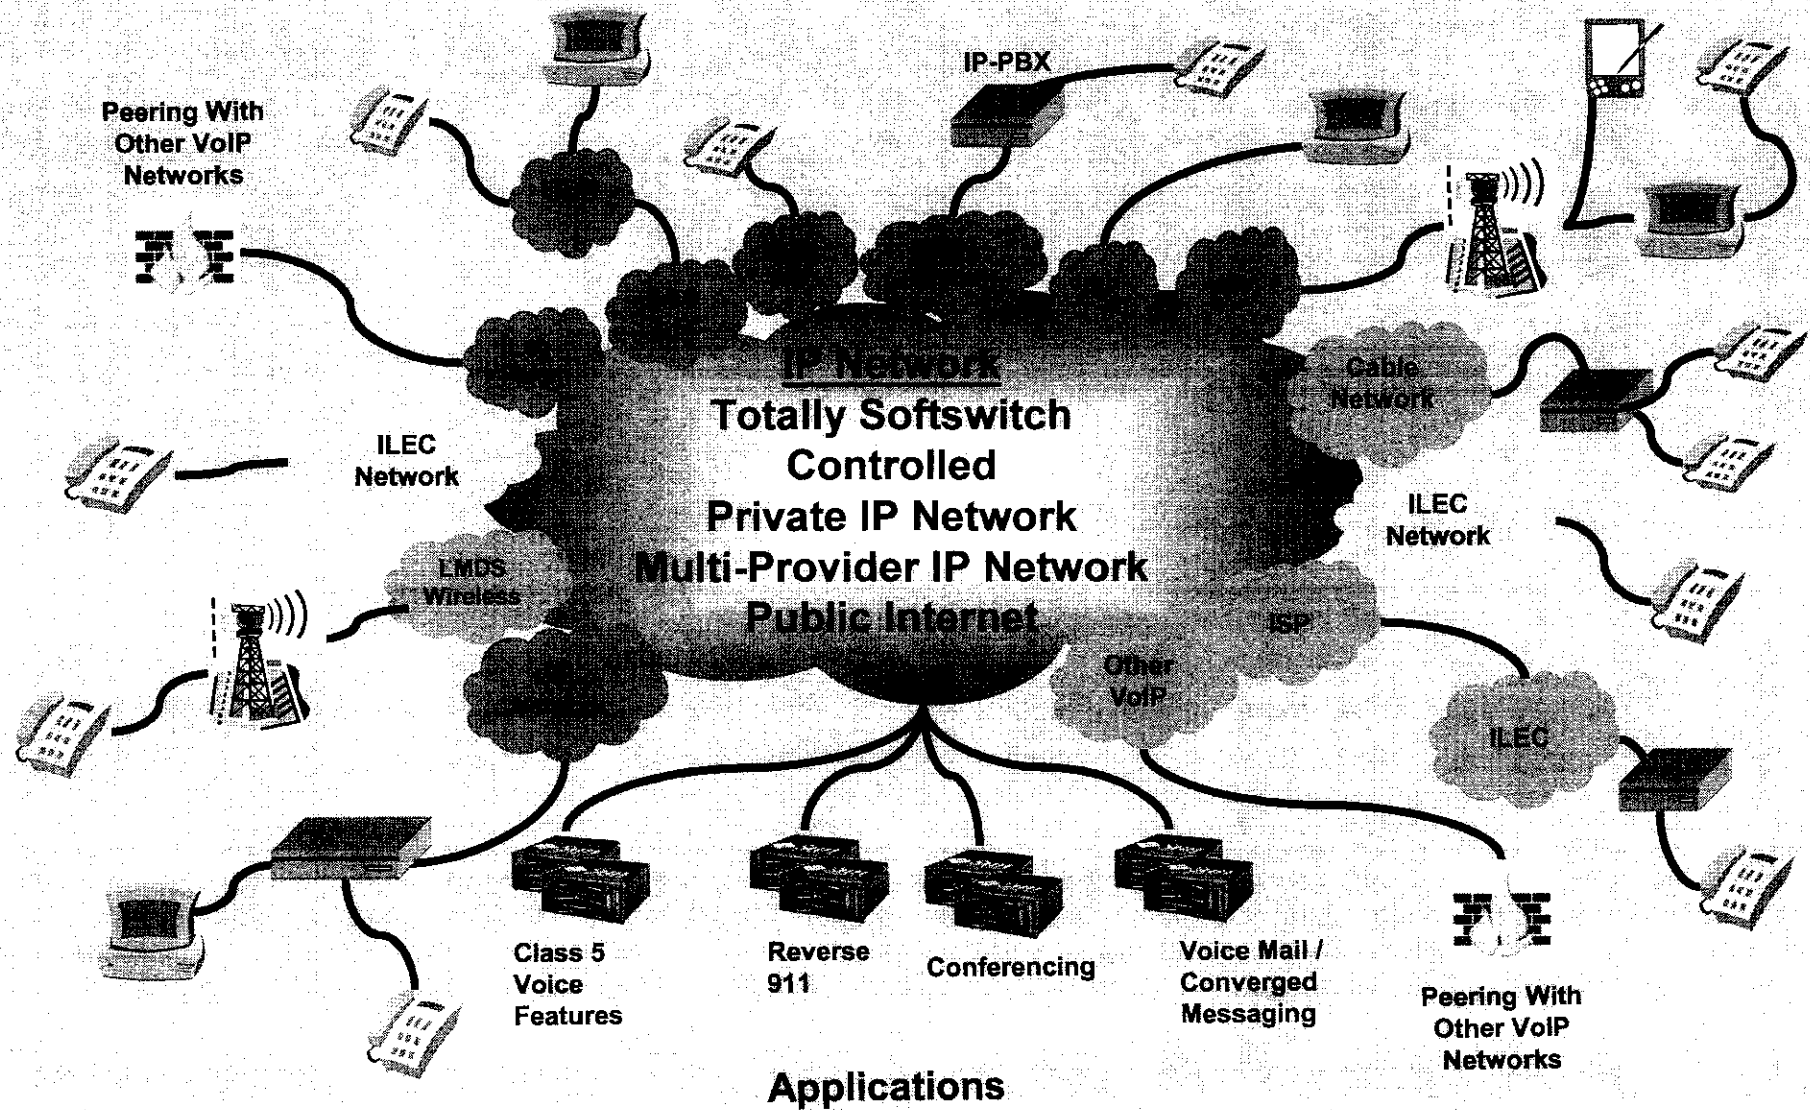 IP-PBX
Peering With
Other VoIP
Networks
IP Network
Totally Softswitch
Controlled
Private IP Network
Multi-Provider IP Network
Public Internet
Cable
Network
ILEC
Network
ILEC
Network
LMDS
Wireless
ISP
Other
VoIP
ILEC
Class 5
Voice
Features
Reverse
911
Conferencing
Voice Mail /
Converged
Messaging
Peering With
Other VoIP
Networks
Applications